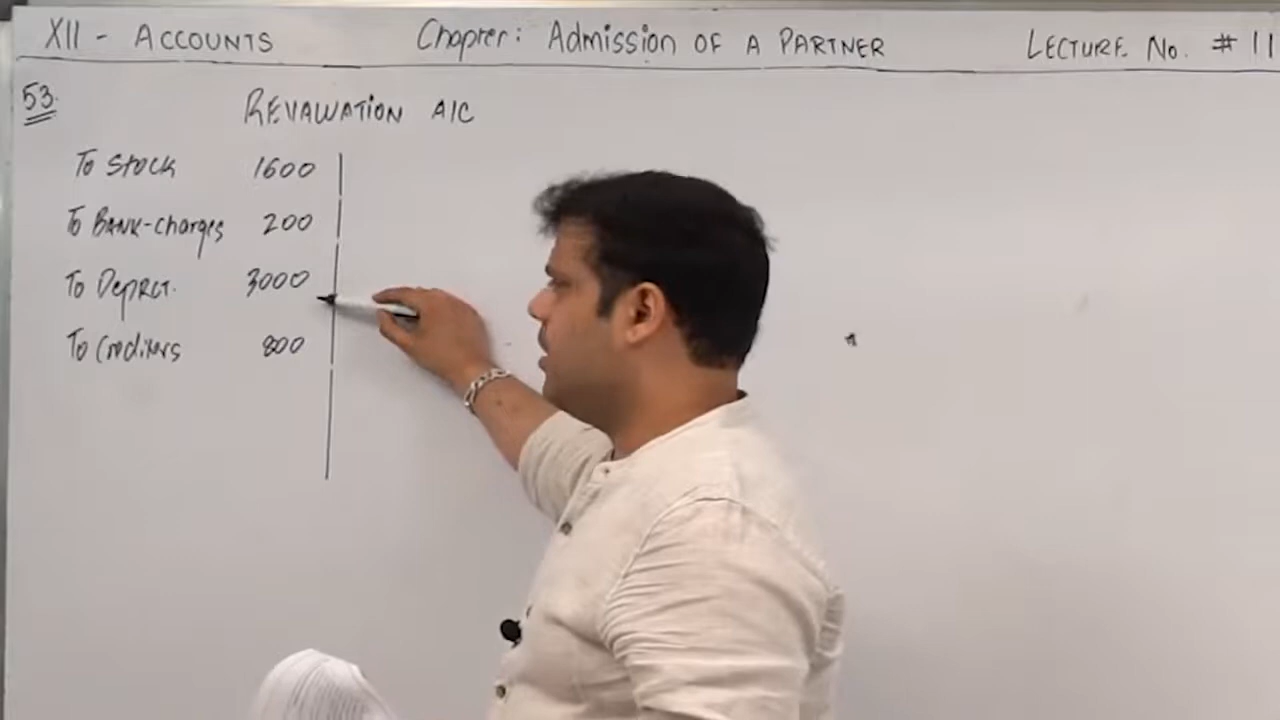 XII - ACCOUNTS Chapter: Admission OF A PARTNER LECTURE No. # 11
53.
REVALUATION A/C
To Stock 1600
To BANK-charges 200
To Deprct. 3000
To Creditors 800